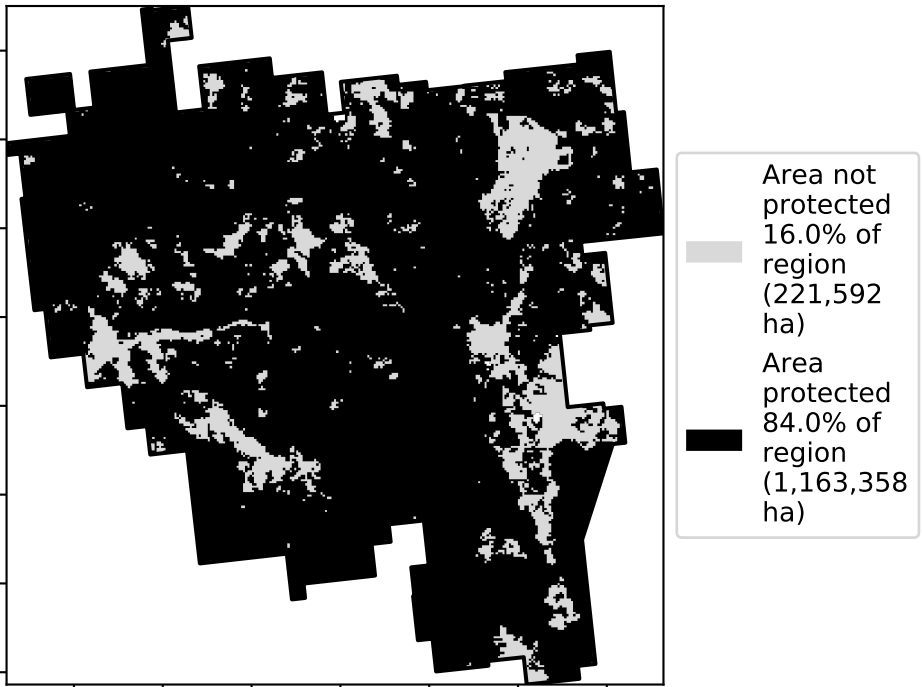 Area not
protected
16.0% of
region
(221,592
ha)
Area
protected
84.0% of
region
(1,163,358
ha)